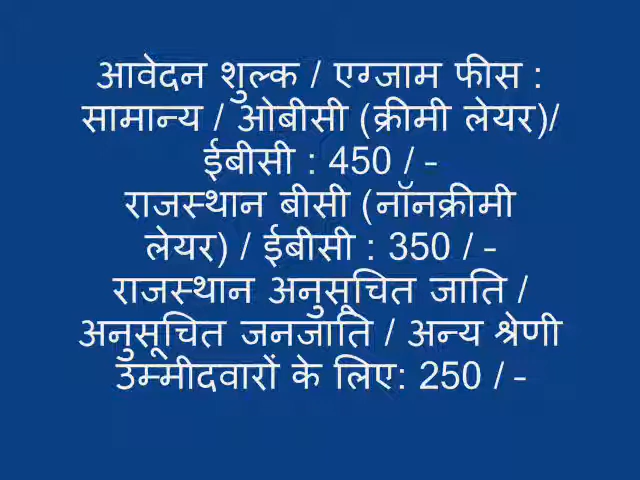 आवेदन शुल्क / एग्जाम फीस :
सामान्य / ओबीसी (क्रीमी लेयर)/
ईबीसी : 450 / –
राजस्थान बीसी (नॉनक्रीमी
लेयर) / ईबीसी : 350 / –
राजस्थान अनुसूचित जाति /
अनुसूचित जनजाति / अन्य श्रेणी
उम्मीदवारों के लिए: 250 / –